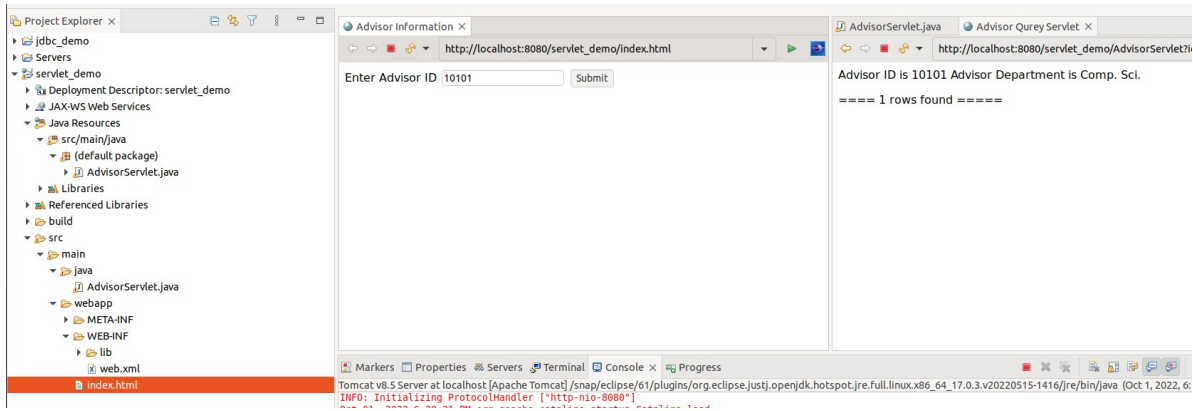 Project Explorer
jdbc_demo
Servers
servlet_demo
Deployment Descriptor: servlet_demo
JAX-WS Web Services
Java Resources
src/main/java
(default package)
AdvisorServlet.java
Libraries
Referenced Libraries
build
src
main
java
AdvisorServlet.java
webapp
META-INF
WEB-INF
lib
web.xml
index.html
Advisor Information
http://localhost:8080/servlet_demo/index.html
Enter Advisor ID 10101 Submit
AdvisorServlet.java Advisor Qurey Servlet
http://localhost:8080/servlet_demo/AdvisorServlet?i
Advisor ID is 10101 Advisor Department is Comp. Sci.
==== 1 rows found =====
Markers Properties Servers Terminal Console Progress
Tomcat v8.5 Server at localhost [Apache Tomcat] /snap/eclipse/61/plugins/org.eclipse.justj.openjdk.hotspot.jre.full.linux.x86_64_17.0.3.v20220515-1416/jre/bin/java (Oct 1, 2022, 6:
INFO: Initializing ProtocolHandler ["http-nio-8080"]